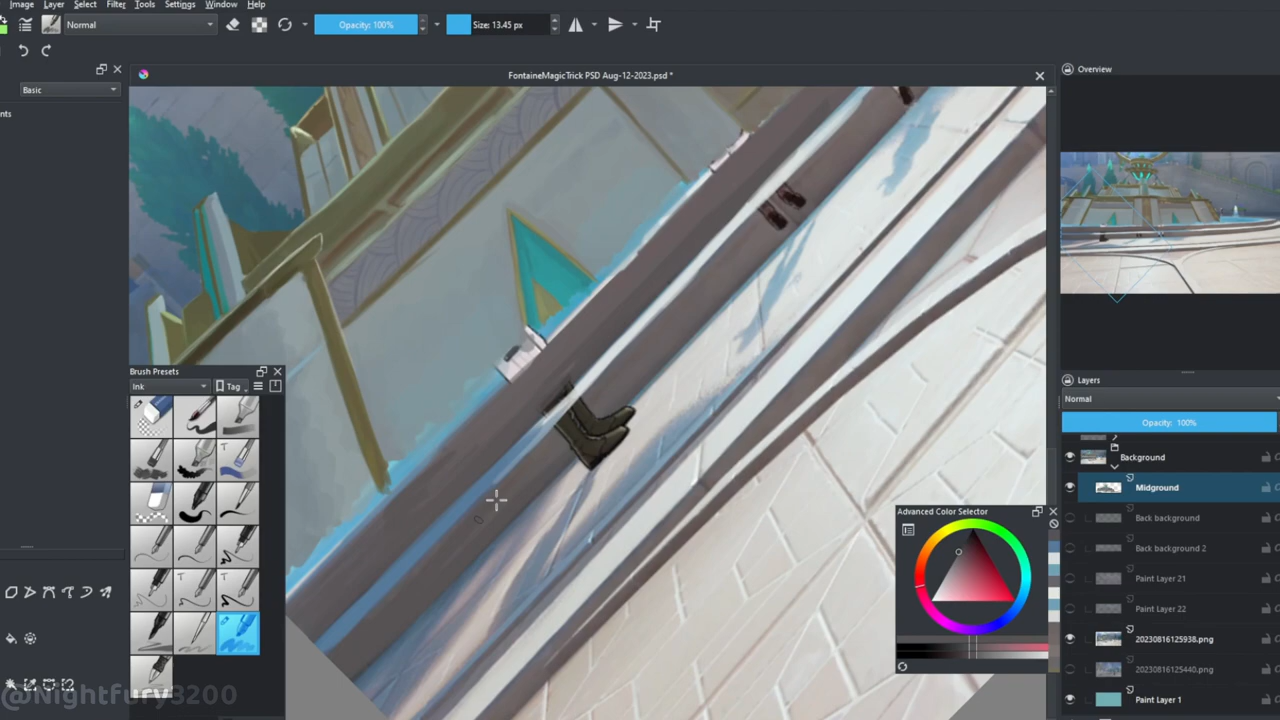 Image Layer Select Filter Tools Settings Window Help
Normal Opacity: 100% Size: 13.45 px
FontaineMagicTrick PSD Aug-12-2023.psd *
Overview
Basic
nts
Brush Presets
Ink Tag
T
T
T
T
Layers
Normal
Opacity: 100%
Background
Midground
Back background
Back background 2
Paint Layer 21
Paint Layer 22
20230816125938.png
20230816125440.png
Paint Layer 1
Advanced Color Selector
@Nightfury3200